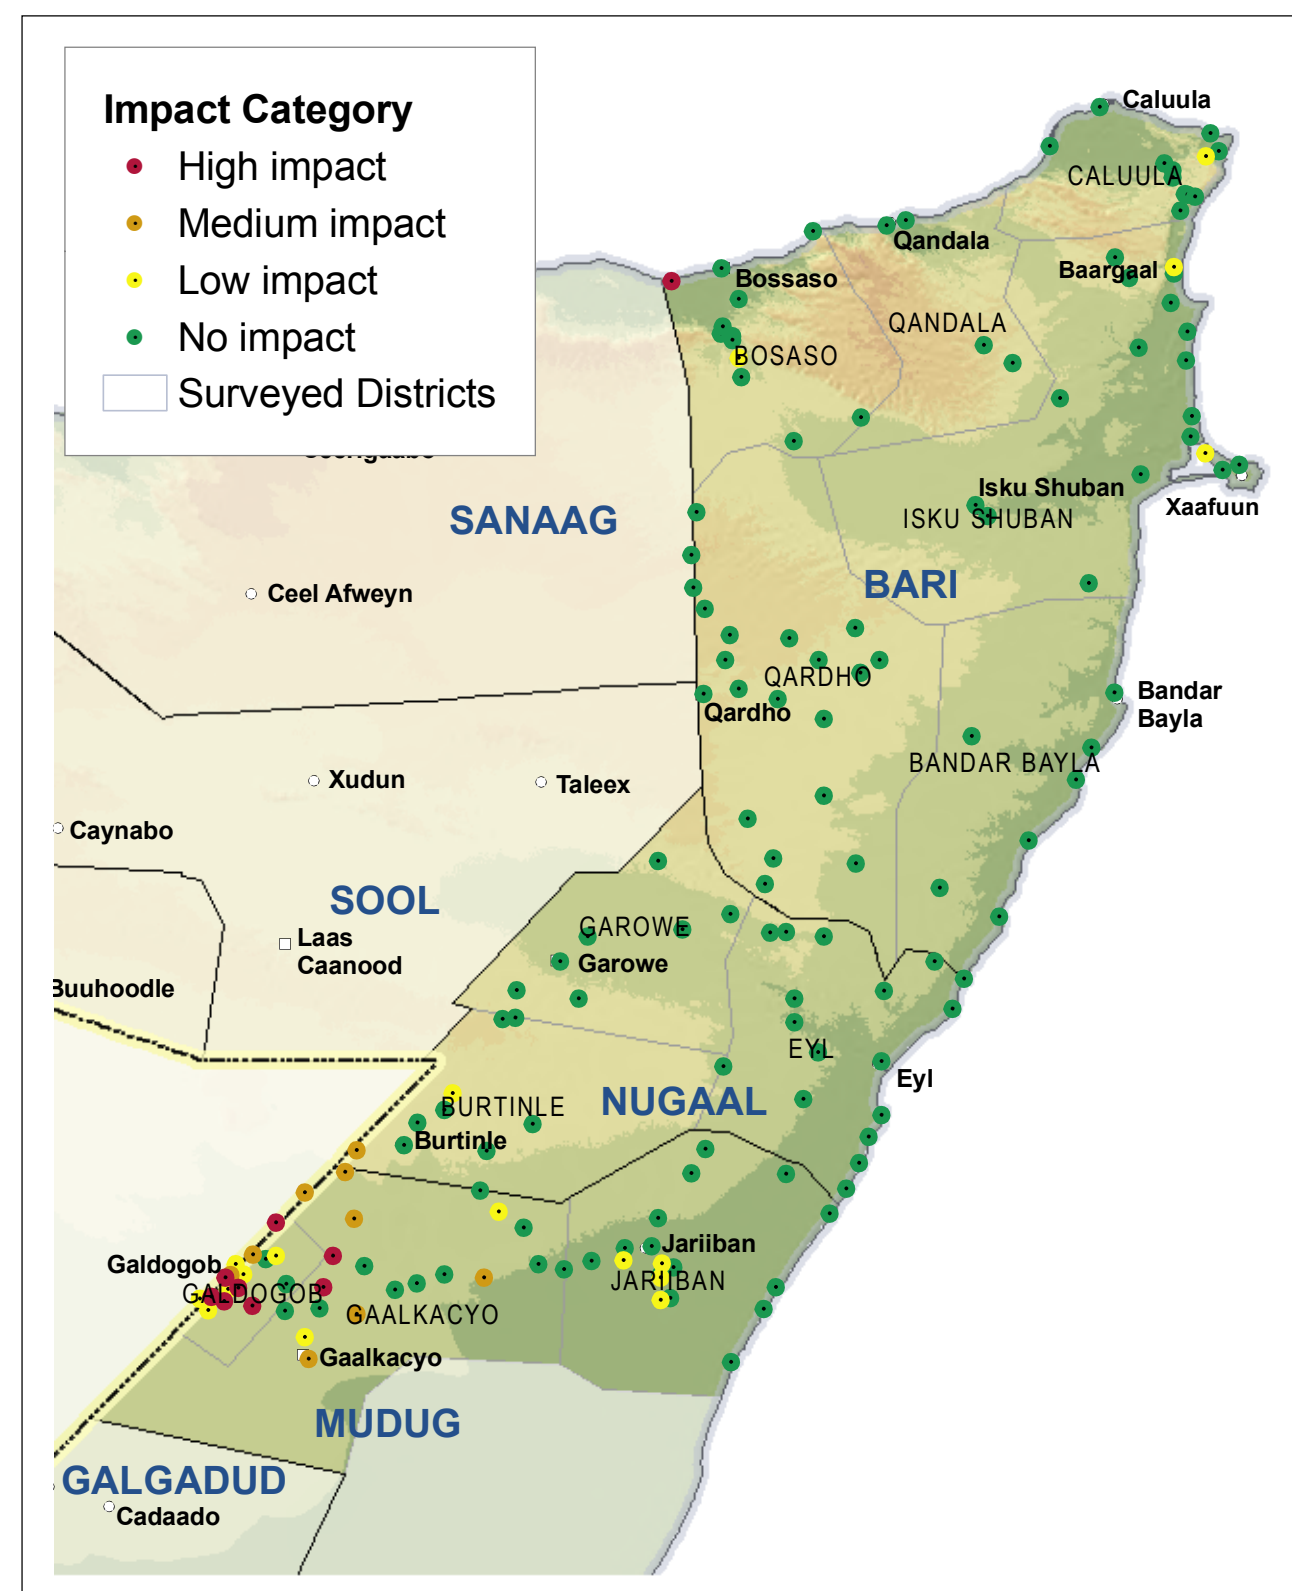 Impact Category
High impact
Medium impact
Low impact
No impact
Surveyed Districts
Caluula
CALUULA
Qandala
Baargaal
Bossaso
QANDALA
BOSASO
Isku Shuban
ISKU SHUBAN
Xaafuun
SANAAG
BARI
Ceel Afweyn
QARDHO
Qardho
Bandar
Bayla
BANDAR BAYLA
Xudun
Taleex
Caynabo
SOOL
GAROWE
Laas
Caanood
Garowe
Buuhoodle
EYL
Eyl
BURTINLE
NUGAAL
Burtinle
Jariiban
Galdogob
JARIIBAN
GALDOGOB
GAALKACYO
Gaalkacyo
MUDUG
GALGADUD
Cadaado